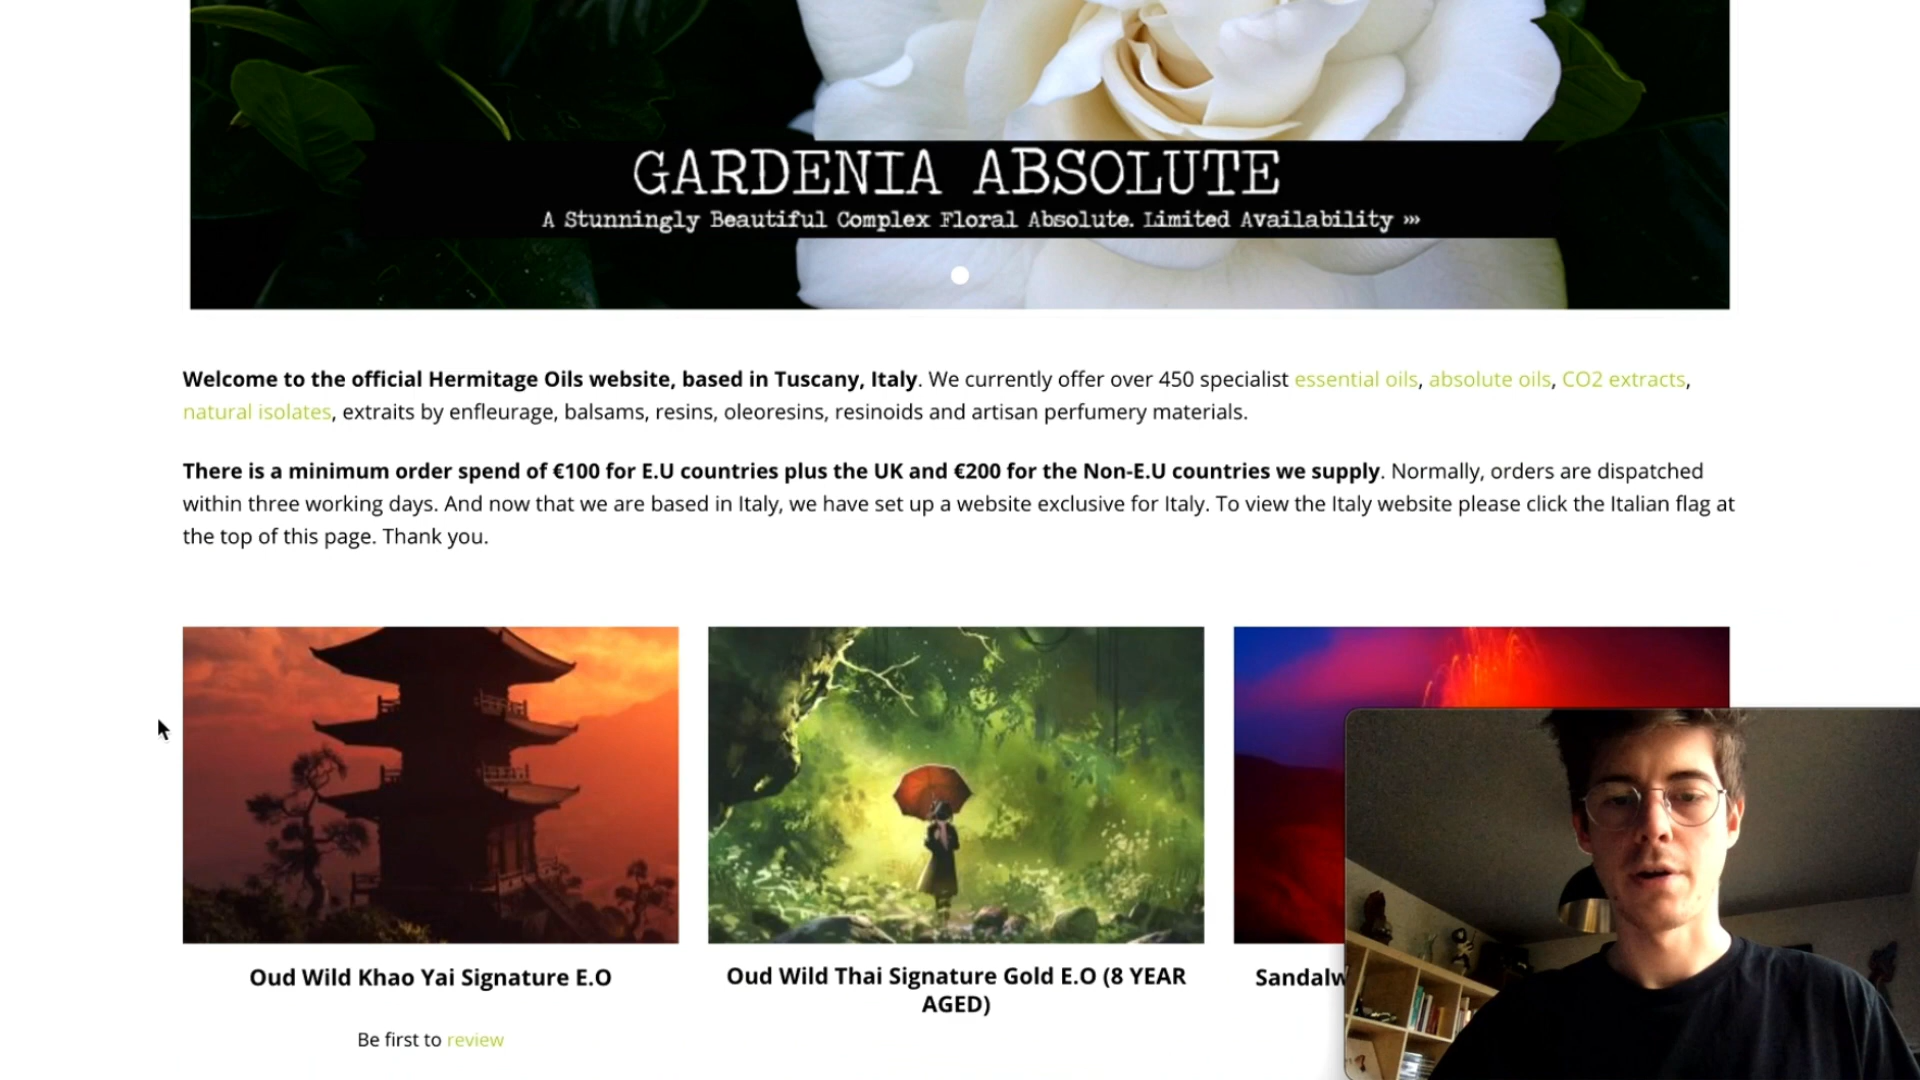 GARDENIA ABSOLUTE
A Stunningly Beautiful Complex Floral Absolute. Limited Availability »»
Welcome to the official Hermitage Oils website, based in Tuscany, Italy. We currently offer over 450 specialist essential oils, absolute oils, CO2 extracts,
natural isolates, extraits by enfleurage, balsams, resins, oleoresins, resinoids and artisan perfumery materials.
There is a minimum order spend of €100 for E.U countries plus the UK and €200 for the Non-E.U countries we supply. Normally, orders are dispatched
within three working days. And now that we are based in Italy, we have set up a website exclusive for Italy. To view the Italy website please click the Italian flag at
the top of this page. Thank you.
Oud Wild Khao Yai Signature E.O
Oud Wild Thai Signature Gold E.O (8 YEAR
AGED)
Be first to review